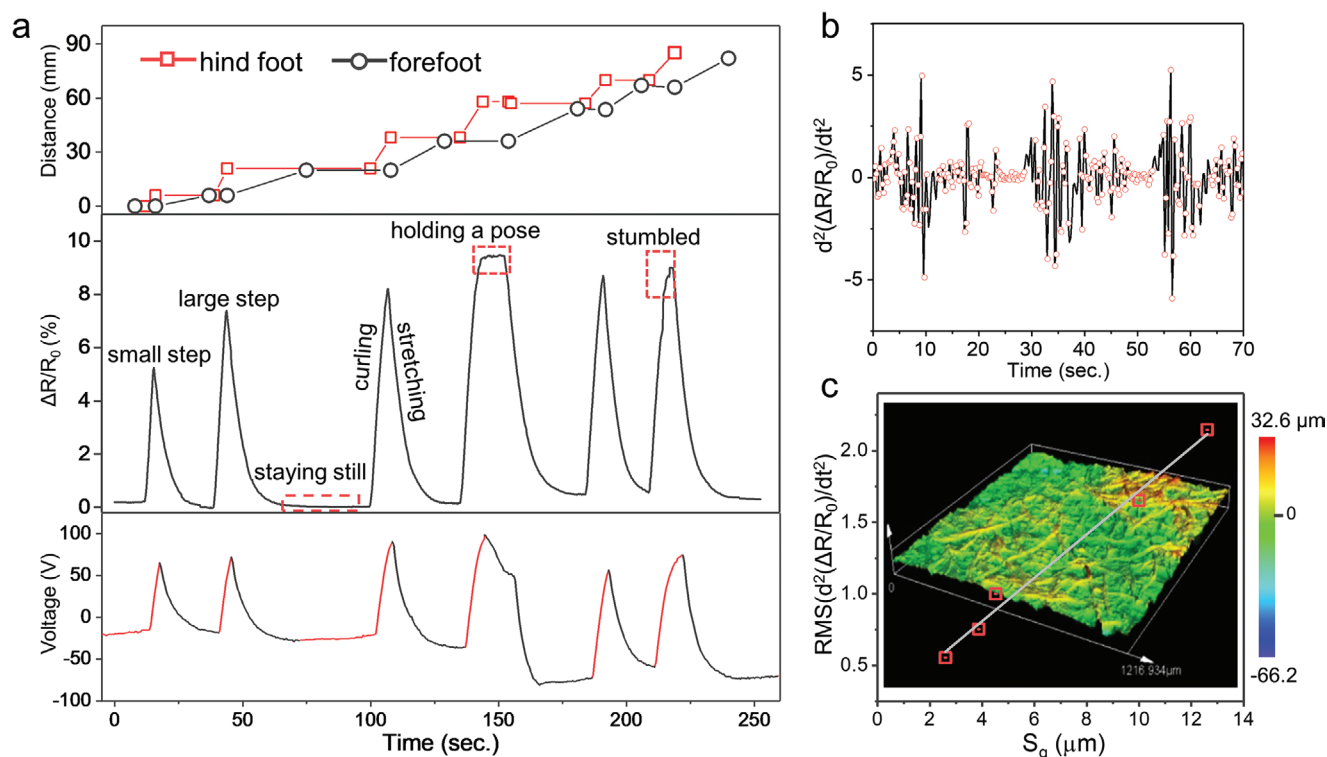 a
Distance (mm)
90
60
30
0
hind foot
forefoot
ΔR/R0 (%)
10
8
6
4
2
0
small step
large step
staying still
curling
stretching
holding a pose
stumbled
Voltage (V)
100
50
0
-50
-100
0 50 100 150 200 250
Time (sec.)
b
d²(ΔR/R₀)/dt²
5
0
-5
0 10 20 30 40 50 60 70
Time (sec.)
c
RMS(d²(ΔR/R₀)/dt²)
2.0
1.5
1.0
0.5
0
1216.934µm
0 2 4 6 8 10 12 14
Sq (µm)
32.6 µm
0
-66.2